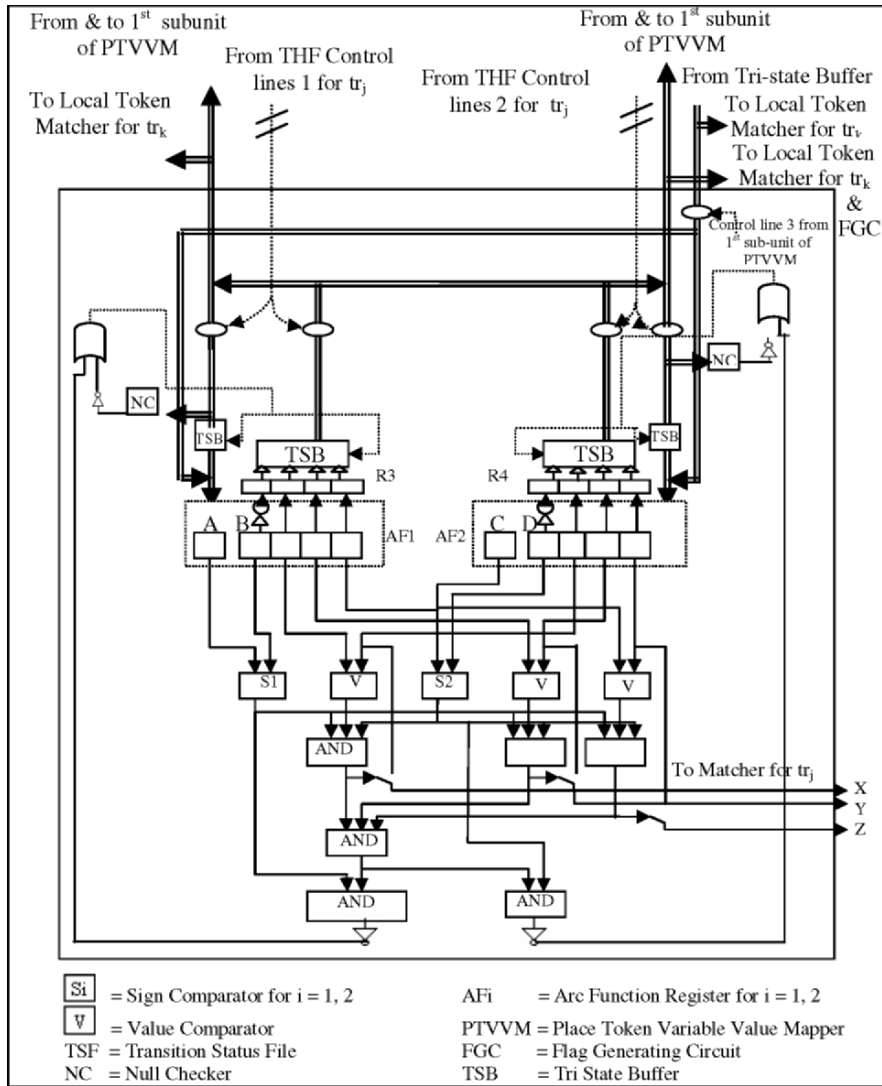 From & to 1st subunit
of PTVVM
From THF Control
lines 1 for trj
To Local Token
Matcher for trk
From & to 1st subunit
of PTVVM
From THF Control
lines 2 for trj
From Tri-state Buffer
To Local Token
Matcher for trk
To Local Token
Matcher for trk
&
FGC
Control line 3 from
1st sub-unit of
PTVVM
NC
NC
TSB
TSB
TSB
TSB
R3
R4
A
B
AF1
AF2
C
D
S1
V
S2
V
V
AND
To Matcher for trj
X
Y
Z
AND
AND
AND
Si = Sign Comparator for i = 1, 2
V = Value Comparator
TSF = Transition Status File
NC = Null Checker
AFi = Arc Function Register for i = 1, 2
PTVVM = Place Token Variable Value Mapper
FGC = Flag Generating Circuit
TSB = Tri State Buffer